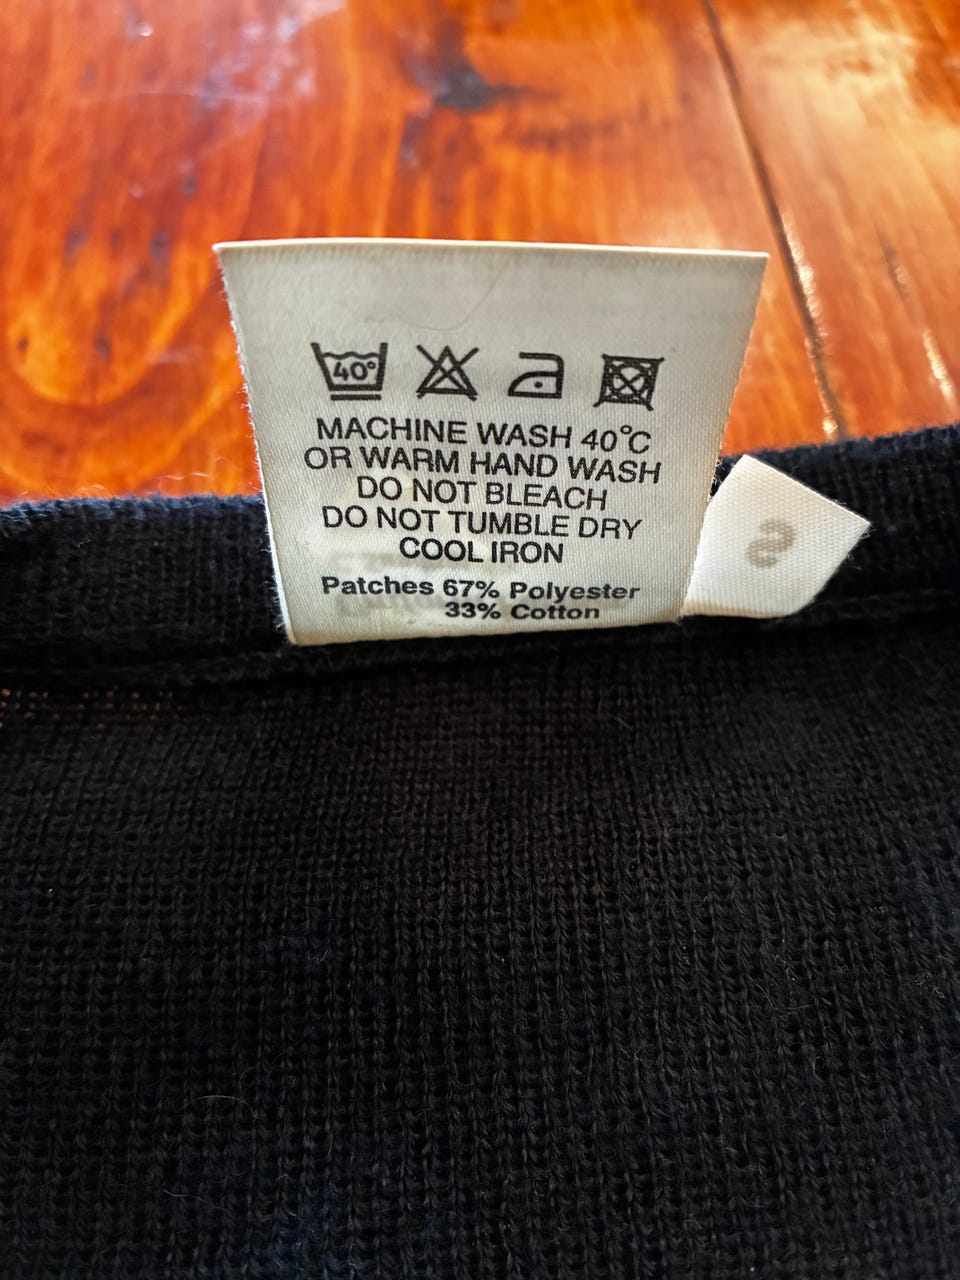 40°
MACHINE WASH 40°C
OR WARM HAND WASH
DO NOT BLEACH
DO NOT TUMBLE DRY
COOL IRON
Patches 67% Polyester
33% Cotton